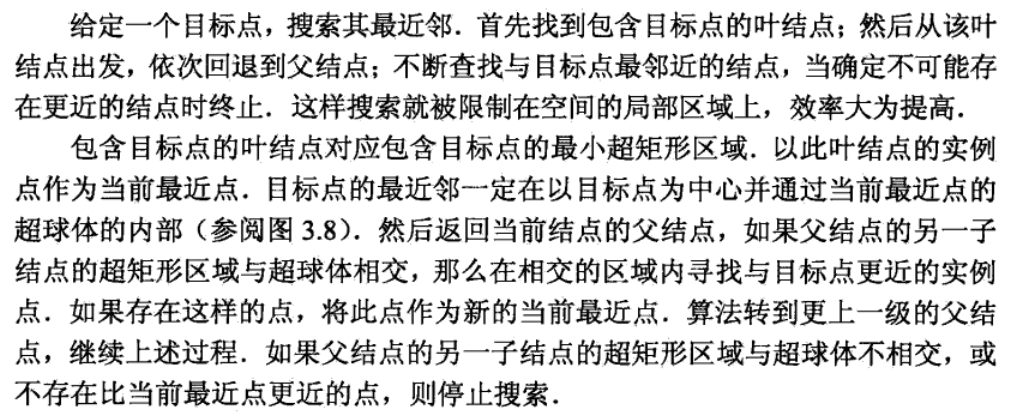 给定一个目标点，搜索其最近邻．首先找到包含目标点的叶结点；然后从该叶
结点出发，依次回退到父结点；不断查找与目标点最邻近的结点，当确定不可能存
在更近的结点时终止．这样搜索就被限制在空间的局部区域上，效率大为提高．
包含目标点的叶结点对应包含目标点的最小超矩形区域．以此叶结点的实例
点作为当前最近点．目标点的最近邻一定在以目标点为中心并通过当前最近点的
超球体的内部（参阅图 3.8）．然后返回当前结点的父结点，如果父结点的另一子
结点的超矩形区域与超球体相交，那么在相交的区域内寻找与目标点更近的实例
点．如果存在这样的点，将此点作为新的当前最近点．算法转到更上一级的父结
点，继续上述过程．如果父结点的另一子结点的超矩形区域与超球体不相交，或
不存在比当前最近点更近的点，则停止搜索．